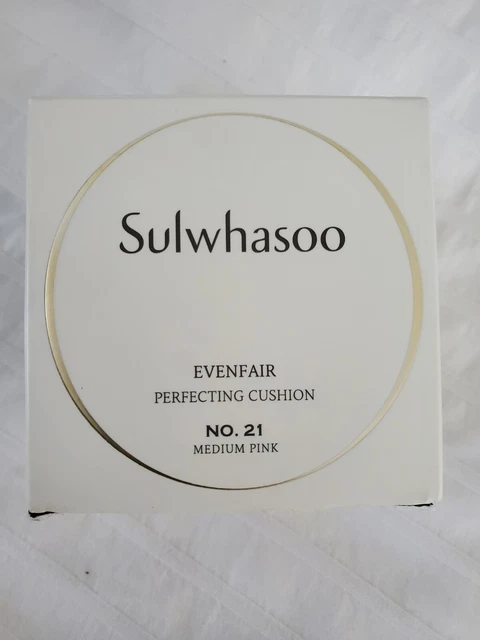 Sulwhasoo
EVENFAIR
PERFECTING CUSHION
NO. 21
MEDIUM PINK